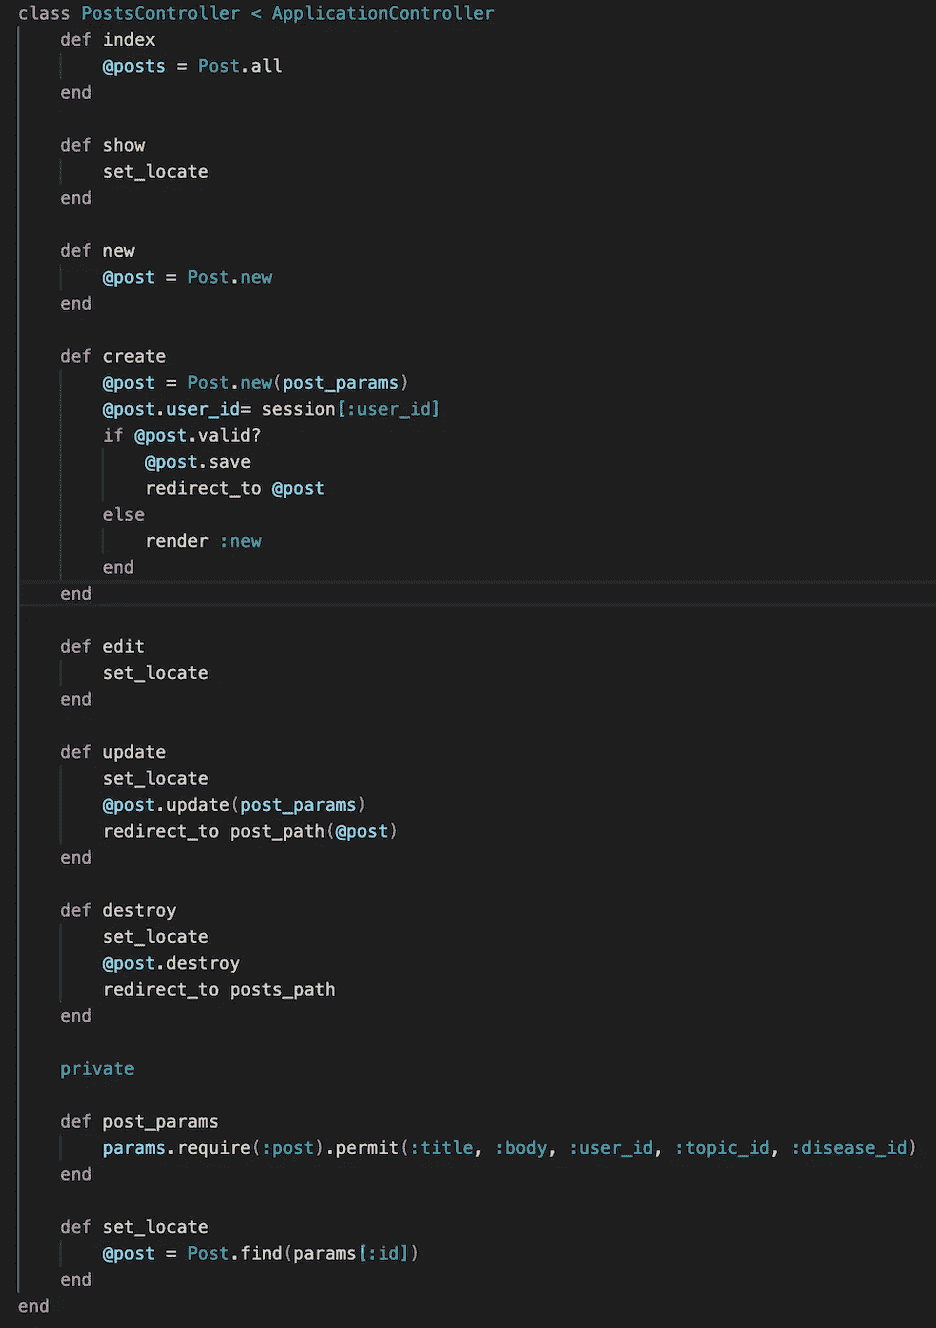 class PostsController < ApplicationController
    def index
        @posts = Post.all
    end

    def show
        set_locate
    end

    def new
        @post = Post.new
    end

    def create
        @post = Post.new(post_params)
        @post.user_id= session[:user_id]
        if @post.valid?
            @post.save
            redirect_to @post
        else
            render :new
        end
    end

    def edit
        set_locate
    end

    def update
        set_locate
        @post.update(post_params)
        redirect_to post_path(@post)
    end

    def destroy
        set_locate
        @post.destroy
        redirect_to posts_path
    end

    private

    def post_params
        params.require(:post).permit(:title, :body, :user_id, :topic_id, :disease_id)
    end

    def set_locate
        @post = Post.find(params[:id])
    end
end